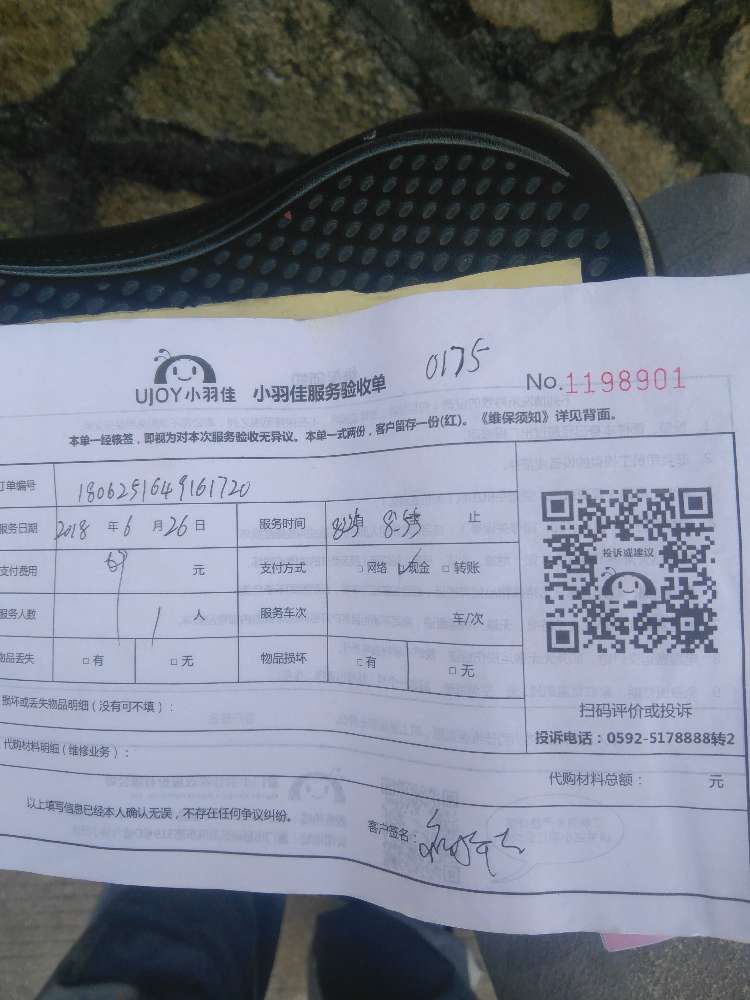 UJOY小羽佳 小羽佳服务验收单 0175 No.1198901
本单一经核签，即视为对本次服务验收无异议。本单一式两份，客户留存一份(红)。《维保须知》详见背面。
订单编号 1806251649161720
服务日期 2018 年 6 月 26 日 服务时间 8:55 止
支付费用 元 支付方式 □网络 ☑现金 □转账
服务人数 1 人 服务车次 车/次
物品丢失 □有 □无 物品损坏 □有 □无
损坏或丢失物品明细（没有可不填）：
代购材料明细（维修业务）：
投诉或建议
扫码评价或投诉
投诉电话：0592-5178888转2
代购材料总额： 元
以上填写信息已经本人确认无误，不存在任何争议纠纷。 客户签名：